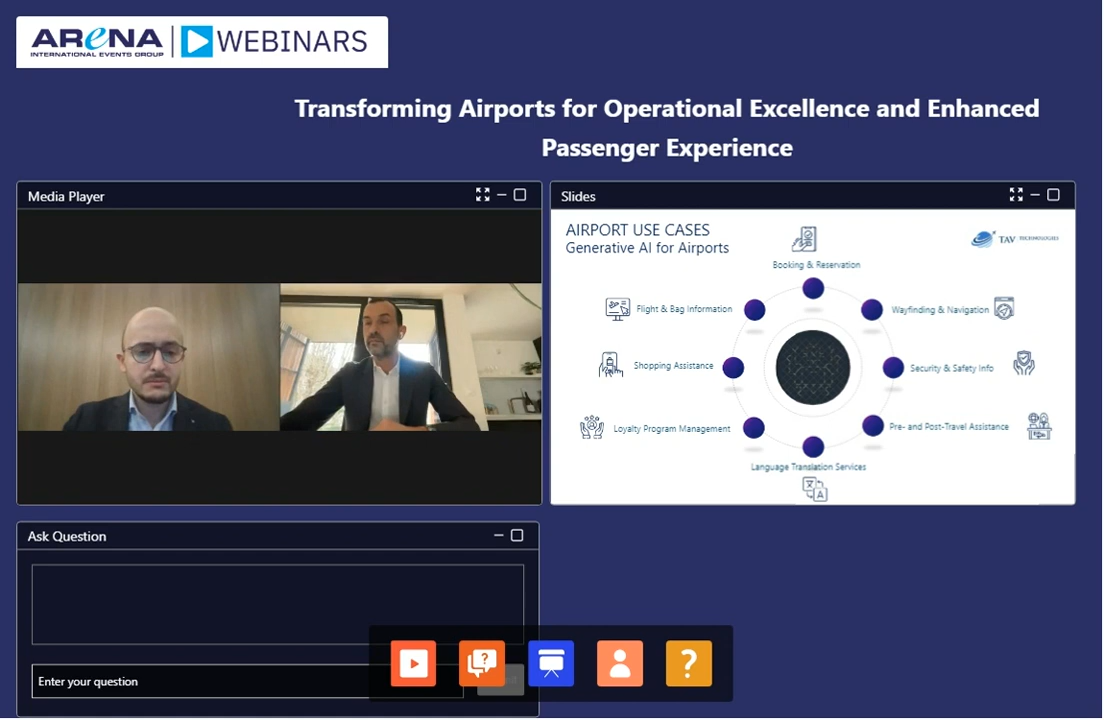 ARENA
INTERNATIONAL EVENTS GROUP
WEBINARS
Transforming Airports for Operational Excellence and Enhanced
Passenger Experience
Media Player
Slides
AIRPORT USE CASES
Generative AI for Airports
TAV TECHNOLOGIES
Booking & Reservation
Flight & Bag Information
Wayfinding & Navigation
Shopping Assistance
Security & Safety Info
Loyalty Program Management
Pre- and Post-Travel Assistance
Language Translation Services
A
Ask Question
Enter your question
?
?